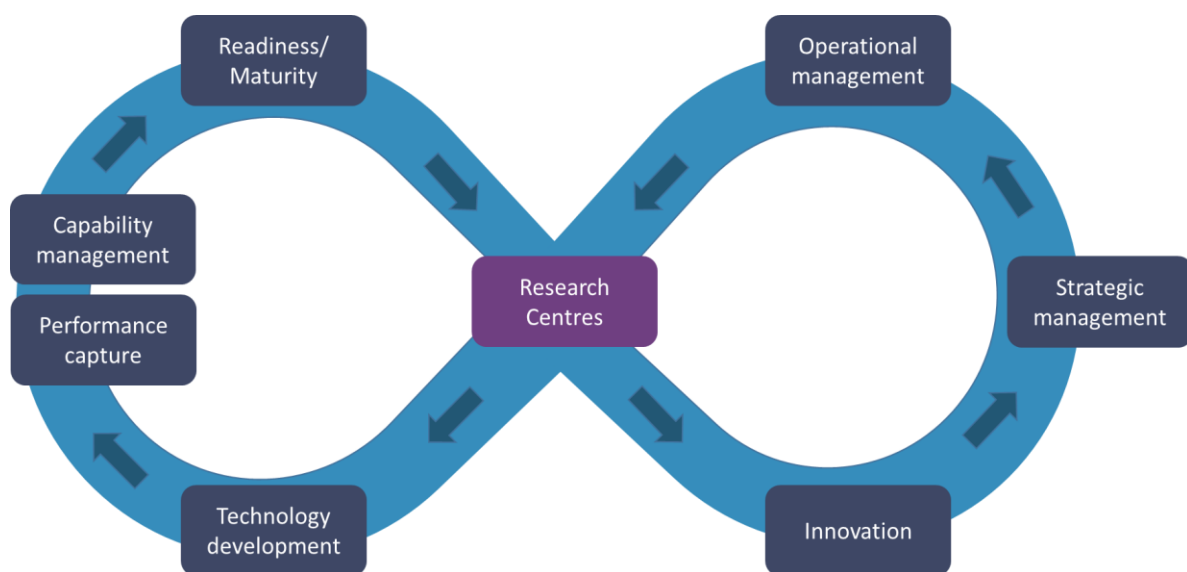 Readiness/
Maturity
Operational
management
Capability
management
Research
Centres
Strategic
management
Performance
capture
Technology
development
Innovation